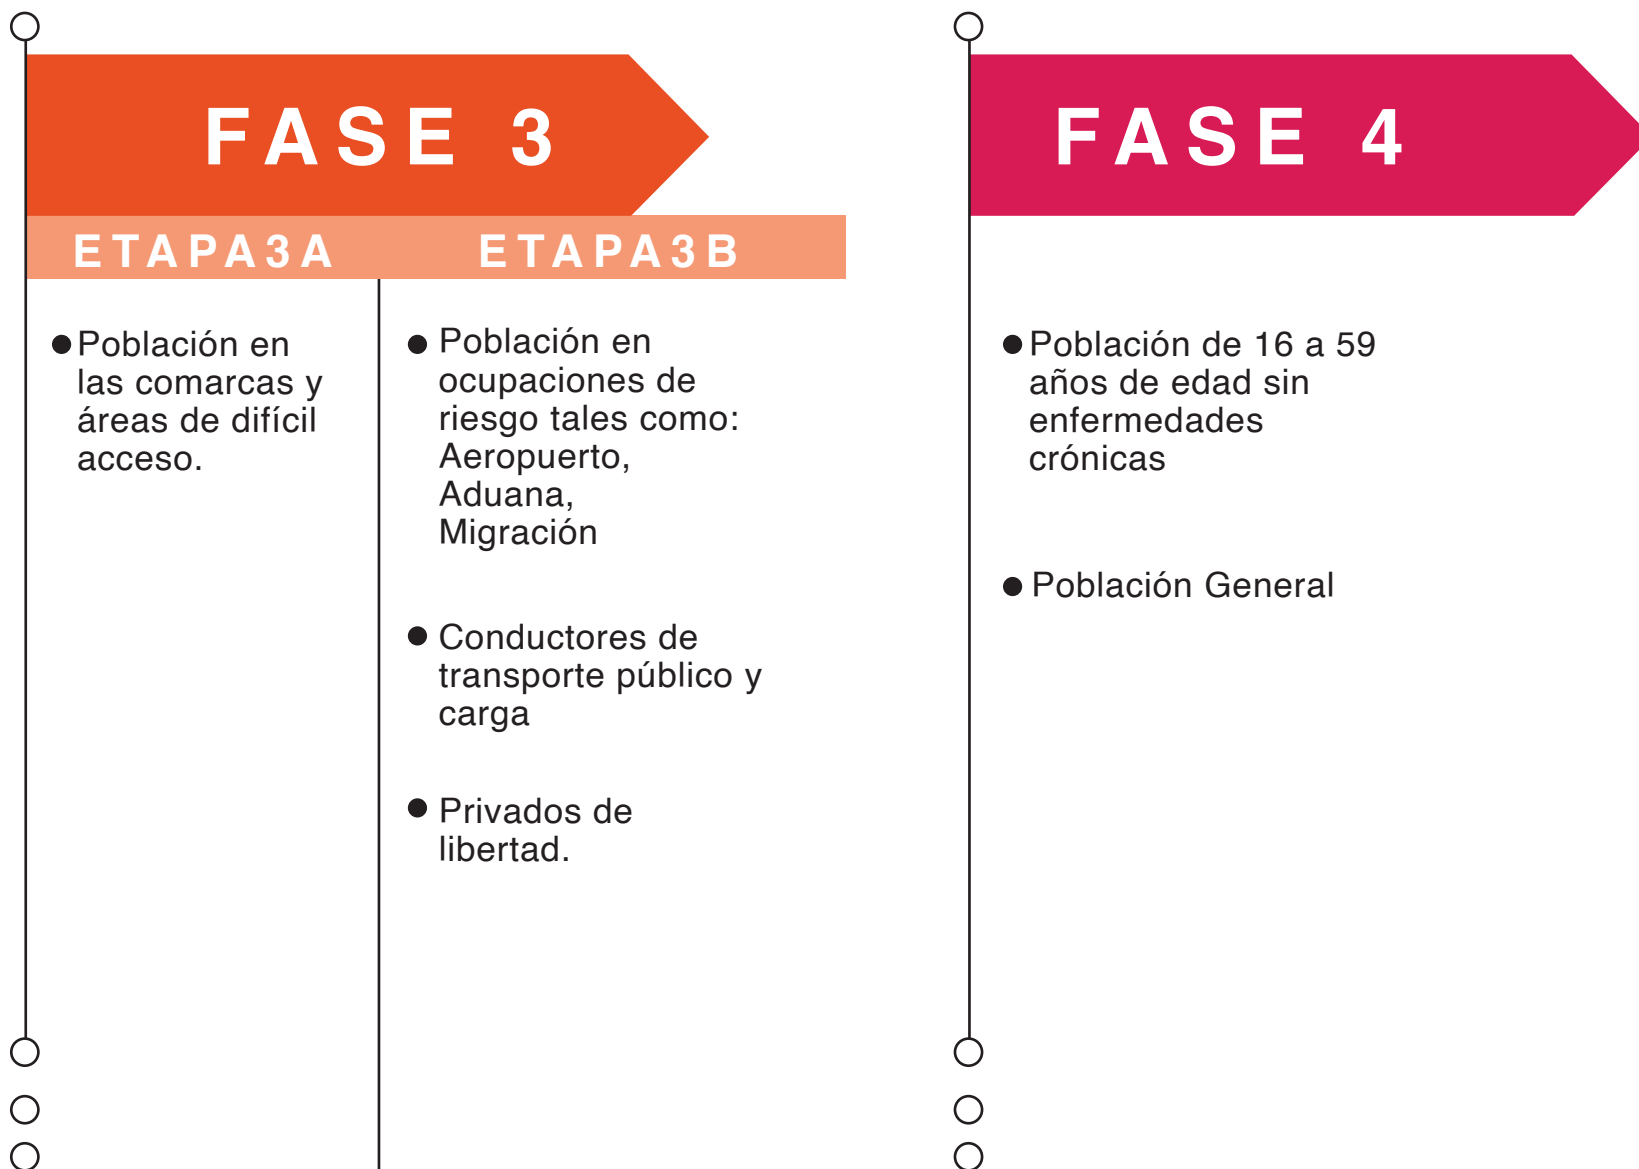 FASE 3
ETAPA3A
Población en
las comarcas y
áreas de difícil
acceso.
ETAPA3B
Población en
ocupaciones de
riesgo tales como:
Aeropuerto,
Aduana,
Migración
Conductores de
transporte público y
carga
Privados de
libertad.
FASE 4
Población de 16 a 59
años de edad sin
enfermedades
crónicas
Población General